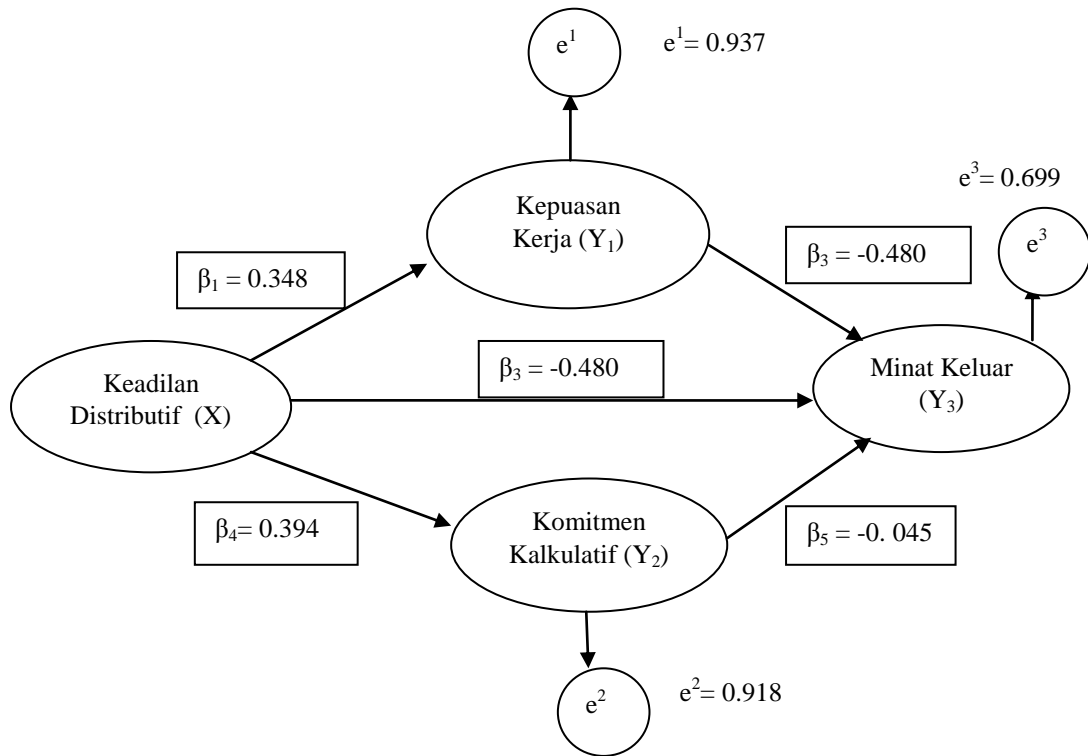 e¹
e¹= 0.937
Kepuasan
Kerja (Y₁)
e³= 0.699
e³
β₁ = 0.348
β₃ = -0.480
β₃ = -0.480
Keadilan
Distributif (X)
Minat Keluar
(Y₃)
β₄= 0.394
Komitmen
Kalkulatif (Y₂)
β₅ = -0. 045
e²
e²= 0.918